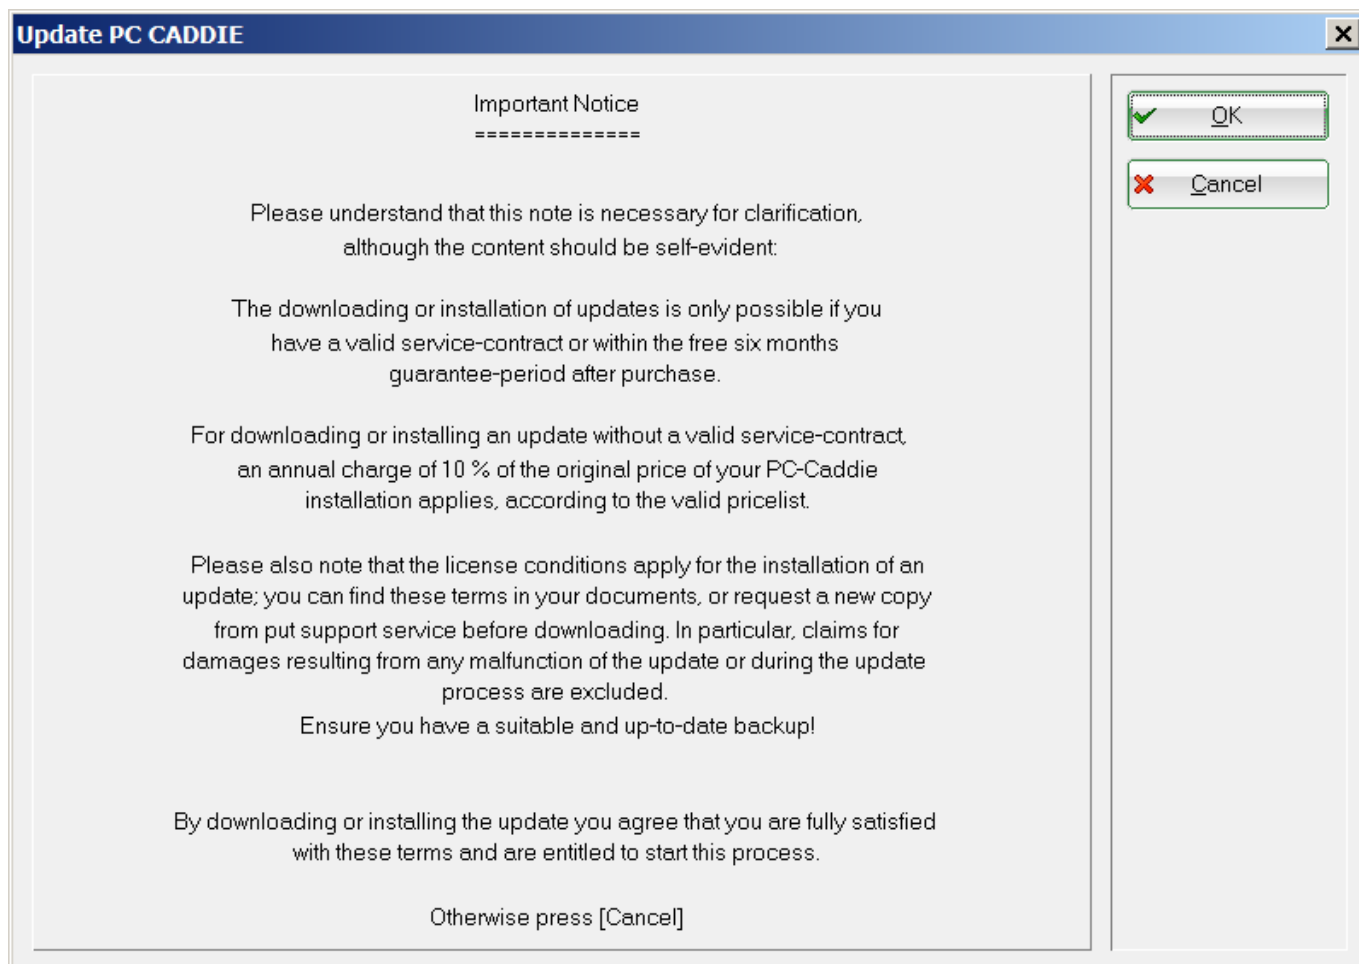 Update PC CADDIE
Important Notice
==============
Please understand that this note is necessary for clarification,
although the content should be self-evident:
The downloading or installation of updates is only possible if you
have a valid service-contract or within the free six months
guarantee-period after purchase.
For downloading or installing an update without a valid service-contract,
an annual charge of 10 % of the original price of your PC-Caddie
installation applies, according to the valid pricelist.
Please also note that the license conditions apply for the installation of an
update; you can find these terms in your documents, or request a new copy
from put support service before downloading. In particular, claims for
damages resulting from any malfunction of the update or during the update
process are excluded.
Ensure you have a suitable and up-to-date backup!
By downloading or installing the update you agree that you are fully satisfied
with these terms and are entitled to start this process.
Otherwise press [Cancel]
OK
Cancel